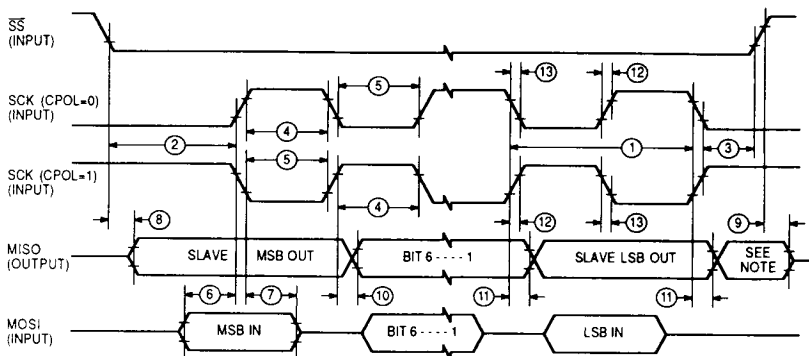 SS
(INPUT)
⑬ ⑫
⑤
SCK (CPOL=0)
(INPUT)
④
② ① ③
⑤
SCK (CPOL=1)
(INPUT)
④
⑫ ⑬
⑧ ⑨
MISO
(OUTPUT)
SLAVE MSB OUT
BIT 6 - - - - 1
SLAVE LSB OUT
SEE
NOTE
⑥ ⑦ ⑩ ⑪ ⑪
MOSI
(INPUT)
MSB IN
BIT 6 - - - - 1
LSB IN